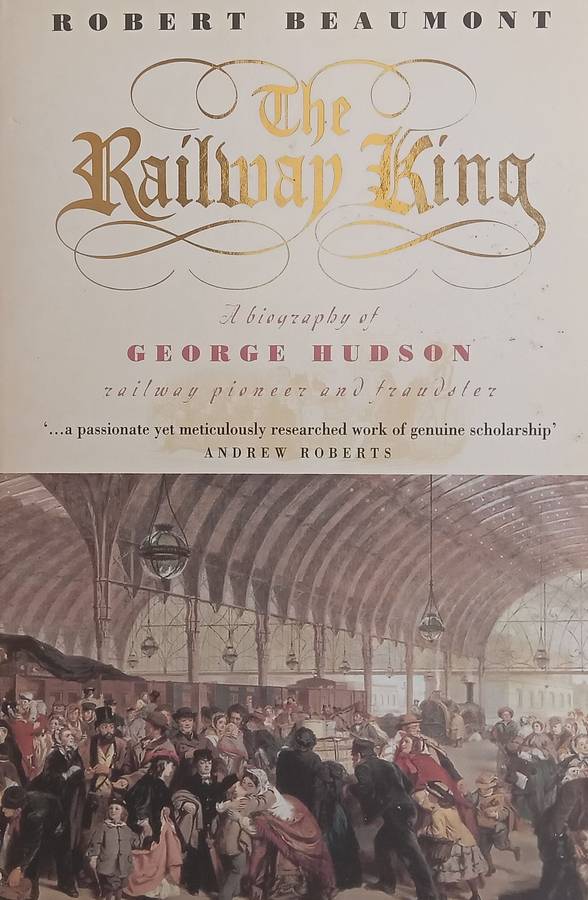 ROBERT BEAUMONT
The
Railway King
A biography of
GEORGE HUDSON
railway pioneer and fraudster
‘...a passionate yet meticulously researched work of genuine scholarship’
ANDREW ROBERTS